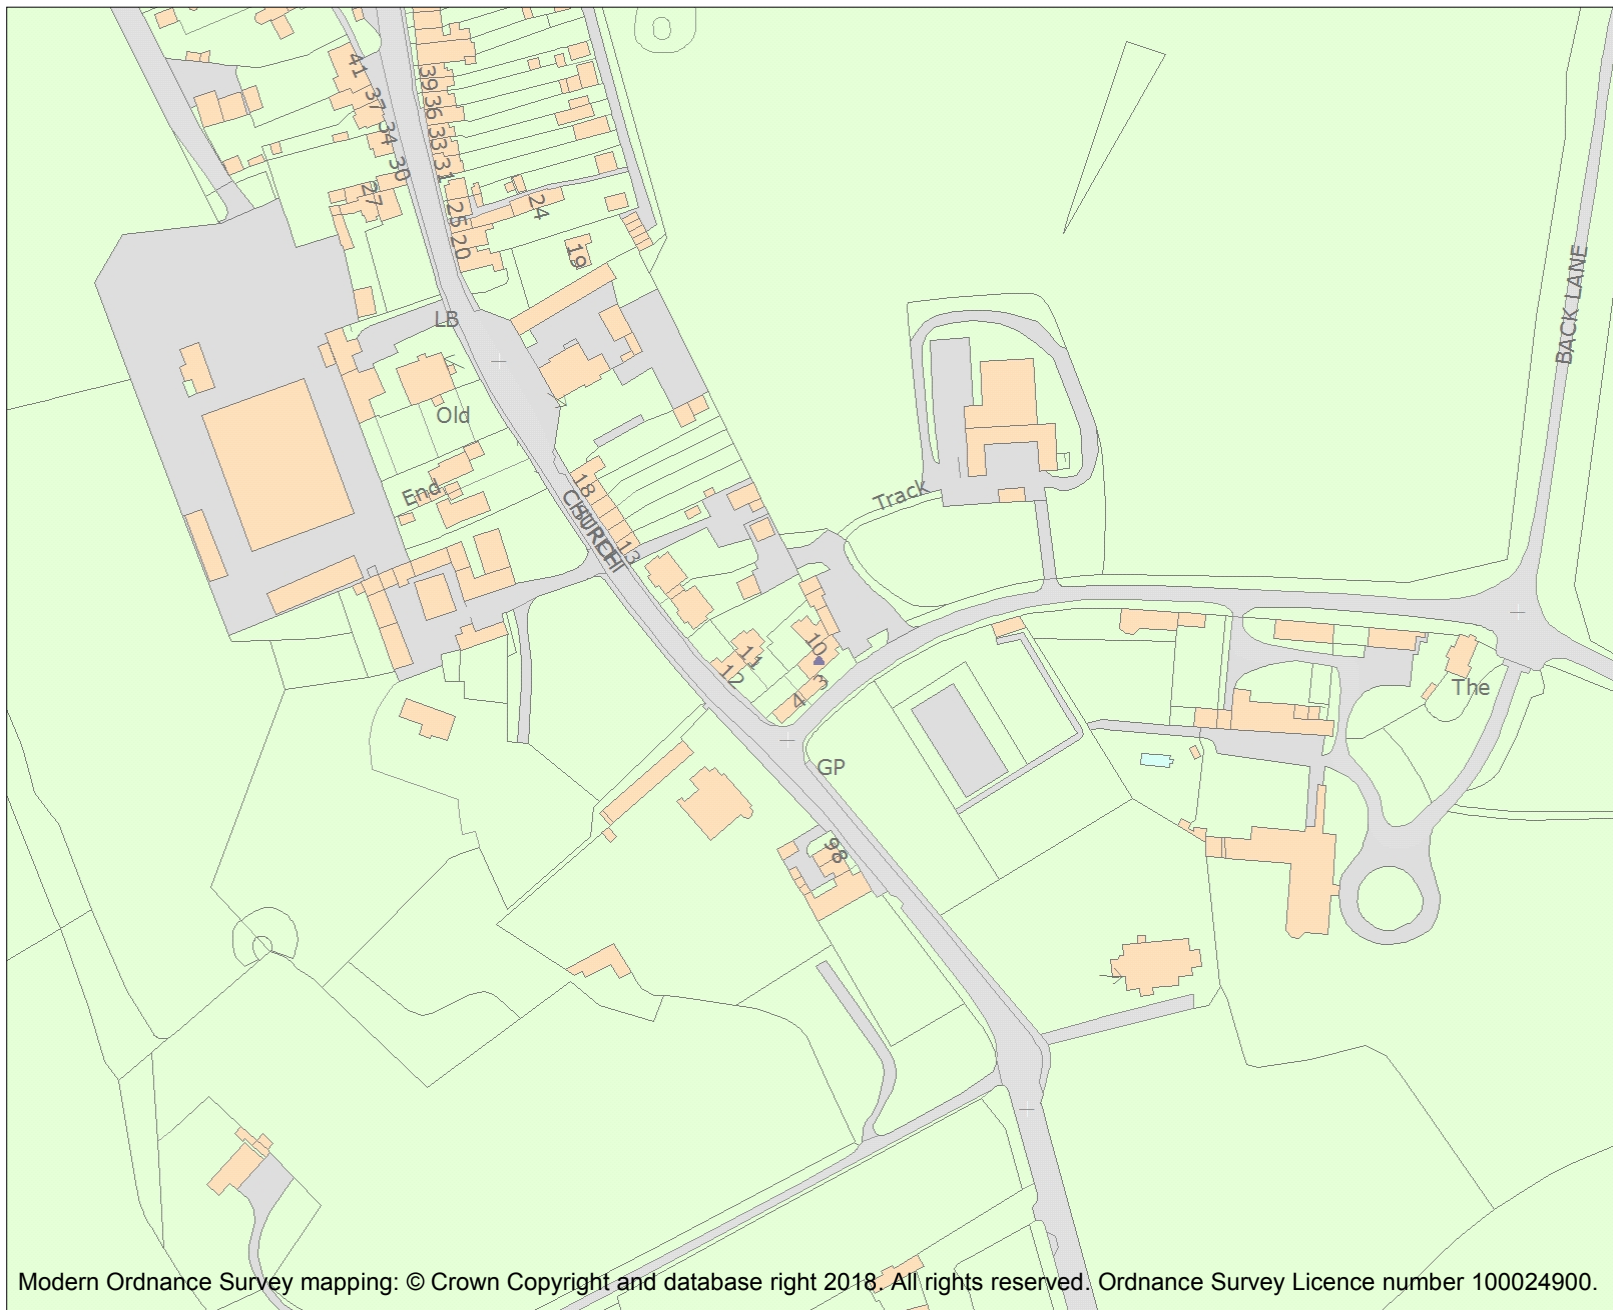 41
39
37
36
34
33
30
31
27
24
25
20
19
LB
BACK LANE
Old
End
18
Track
CHURCH
13
10
11
12
3
4
The
GP
98
Modern Ordnance Survey mapping: © Crown Copyright and database right 2018. All rights reserved. Ordnance Survey Licence number 100024900.